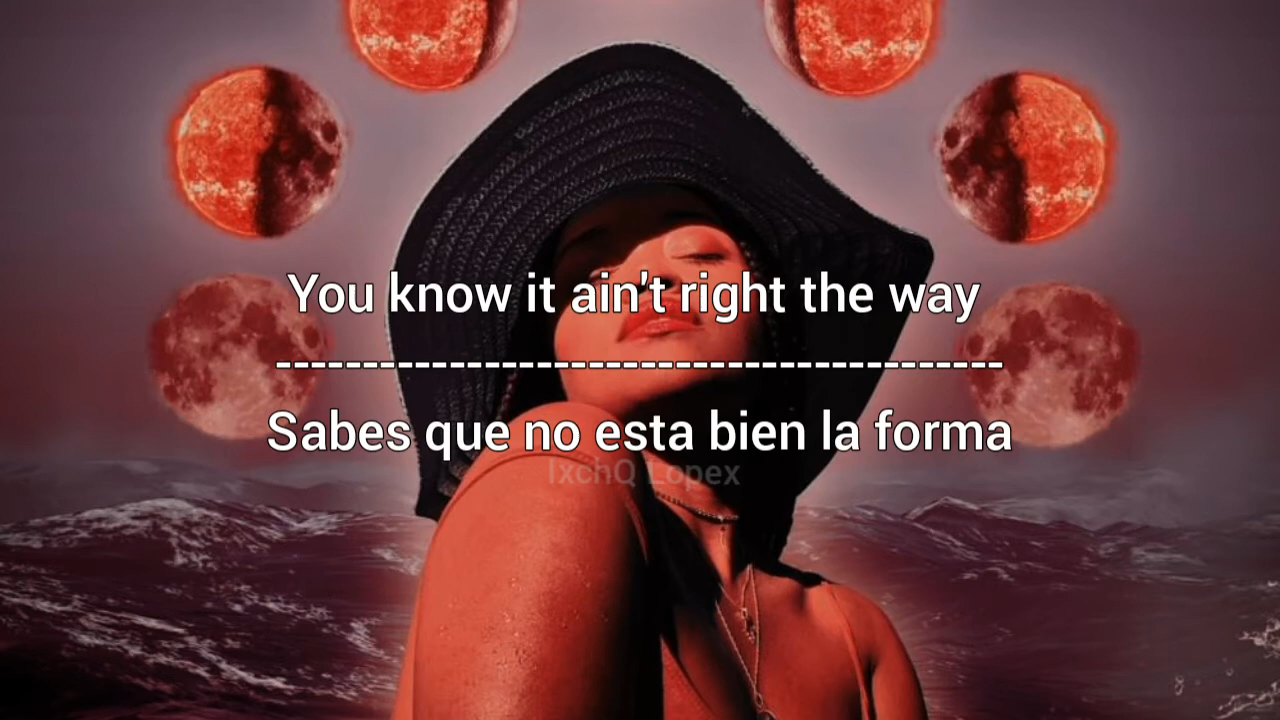 You know it ain't right the way
-----------------------------------------
Sabes que no esta bien la forma
IxchQ Lopex